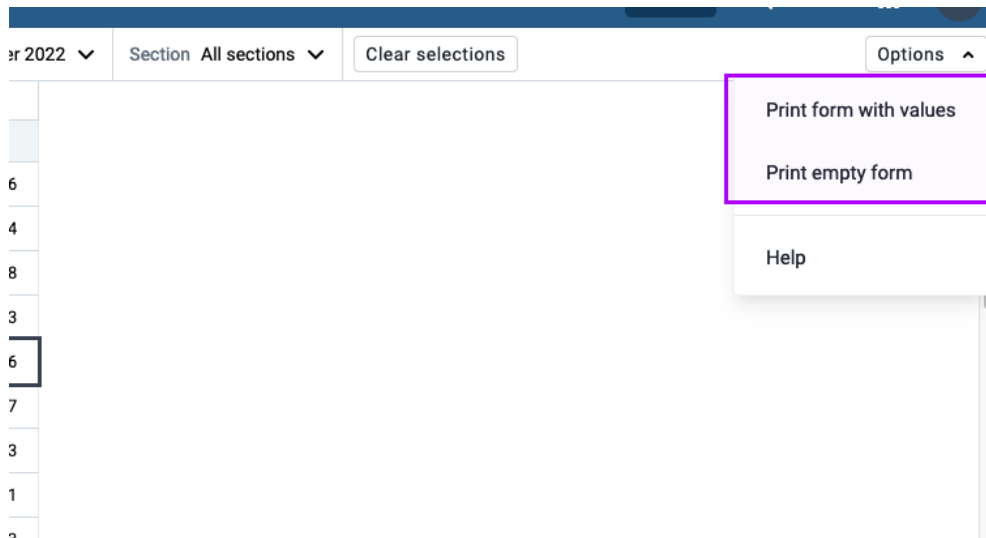 er 2022
Section All sections
Clear selections
Options
Print form with values
Print empty form
Help
6
4
8
3
6
7
3
1